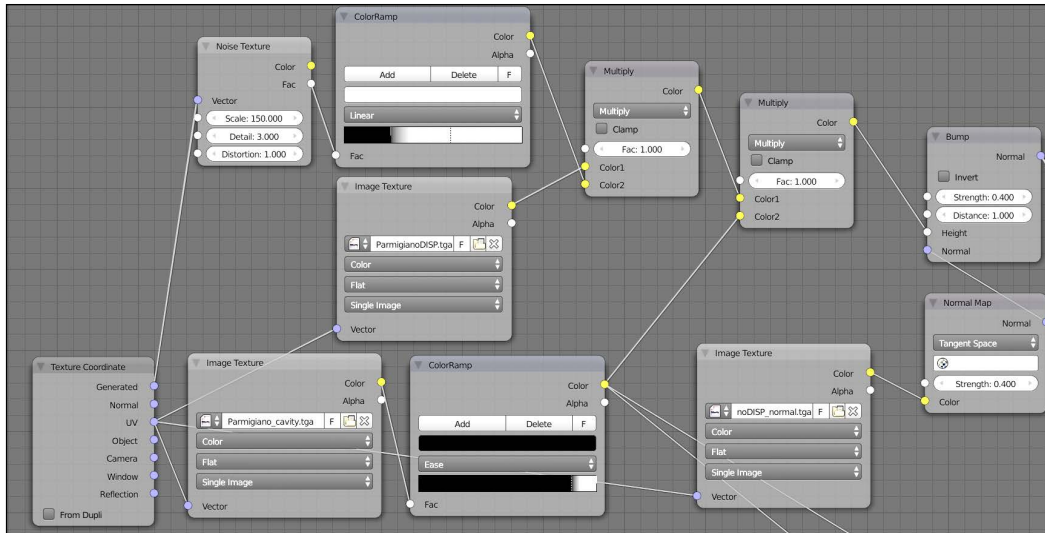 Noise Texture
Color
Fac
Vector
Scale: 150.000
Detail: 3.000
Distortion: 1.000
ColorRamp
Color
Alpha
Add Delete F
Linear
Fac
Multiply
Color
Multiply
Clamp
Fac: 1.000
Color1
Color2
Multiply
Color
Multiply
Clamp
Fac: 1.000
Color1
Color2
Bump
Normal
Invert
Strength: 0.400
Distance: 1.000
Height
Normal
Image Texture
Color
Alpha
ParmigianoDISP.tga F
Color
Flat
Single Image
Vector
Normal Map
Normal
Tangent Space
Strength: 0.400
Color
Texture Coordinate
Generated
Normal
UV
Object
Camera
Window
Reflection
From Dupli
Image Texture
Color
Alpha
Parmigiano_cavity.tga F
Color
Flat
Single Image
Vector
ColorRamp
Color
Alpha
Add Delete F
Ease
Fac
Image Texture
Color
Alpha
noDISP_normal.tga F
Color
Flat
Single Image
Vector